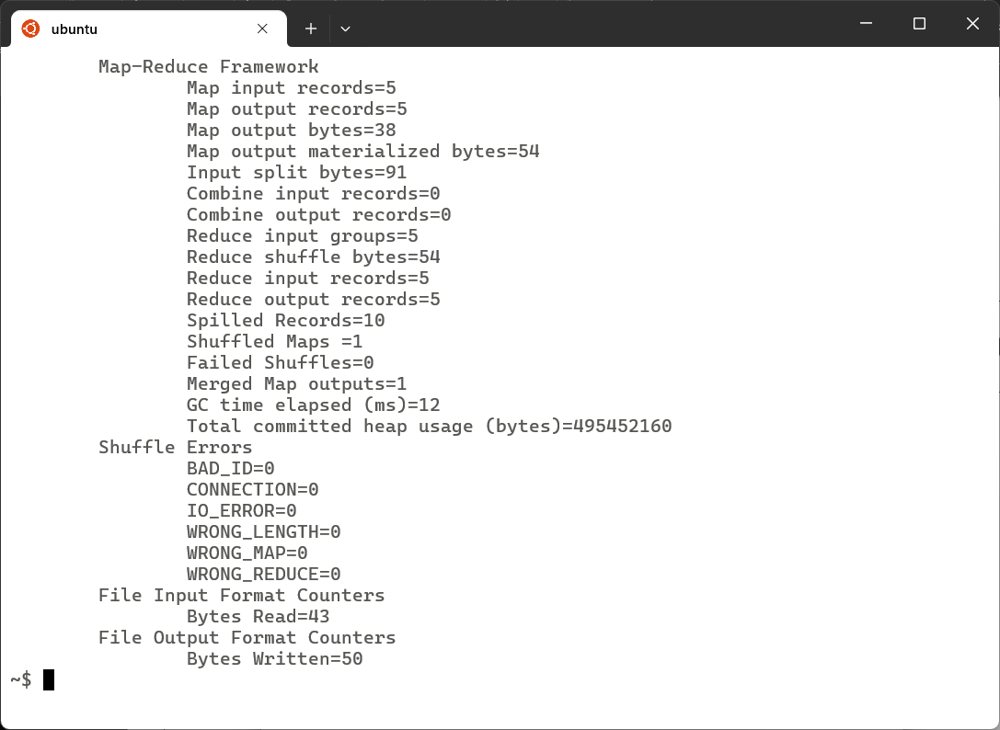 ubuntu
Map-Reduce Framework
Map input records=5
Map output records=5
Map output bytes=38
Map output materialized bytes=54
Input split bytes=91
Combine input records=0
Combine output records=0
Reduce input groups=5
Reduce shuffle bytes=54
Reduce input records=5
Reduce output records=5
Spilled Records=10
Shuffled Maps =1
Failed Shuffles=0
Merged Map outputs=1
GC time elapsed (ms)=12
Total committed heap usage (bytes)=495452160
Shuffle Errors
BAD_ID=0
CONNECTION=0
IO_ERROR=0
WRONG_LENGTH=0
WRONG_MAP=0
WRONG_REDUCE=0
File Input Format Counters
Bytes Read=43
File Output Format Counters
Bytes Written=50
~$